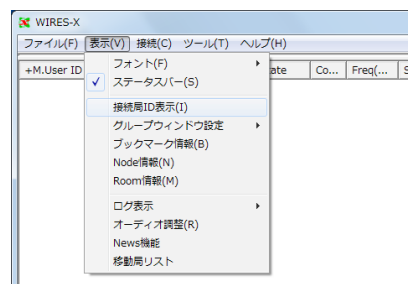 WIRES-X
ファイル(F) 表示(V) 接続(C) ツール(T) ヘルプ(H)
+M.User ID ate Co... Freq(... S
フォント(F)
ステータスバー(S)
接続局ID表示(I)
グループウィンドウ設定
ブックマーク情報(B)
Node情報(N)
Room情報(M)
ログ表示
オーディオ調整(R)
News機能
移動局リスト